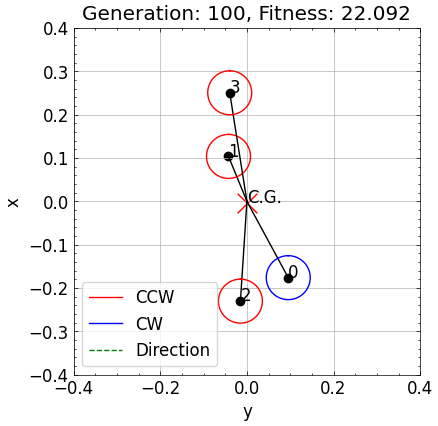 Generation: 100, Fitness: 22.092
0.4
0.3
0.2
0.1
0.0
−0.1
−0.2
−0.3
−0.4
x
3
1
C.G.
0
2
CCW
CW
Direction
−0.4 −0.2 0.0 0.2 0.4
y